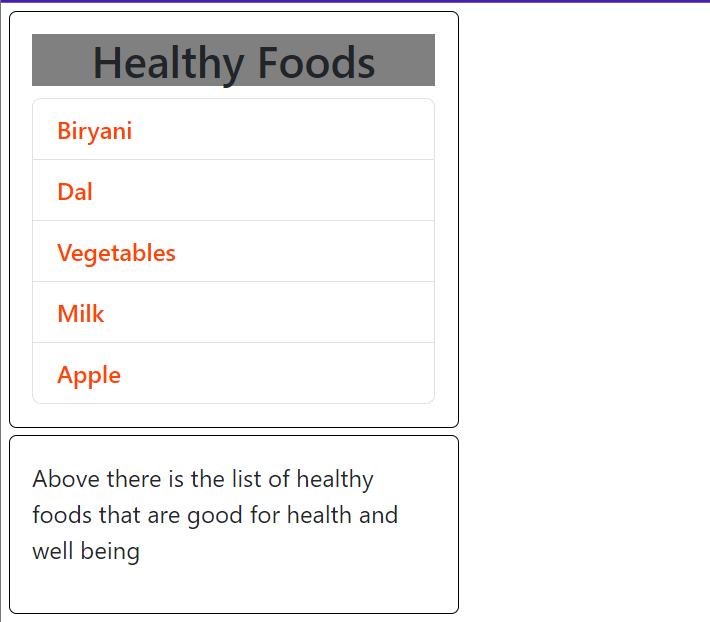 Healthy Foods
Biryani
Dal
Vegetables
Milk
Apple
Above there is the list of healthy
foods that are good for health and
well being